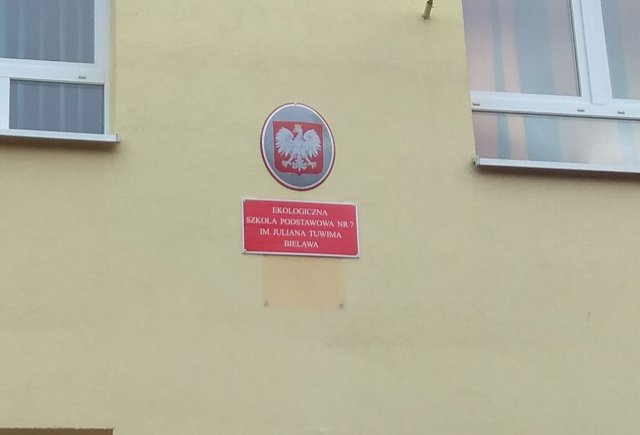 EKOLOGICZNA
SZKOŁA PODSTAWOWA NR 7
IM. JULIANA TUWIMA
BIELAWA